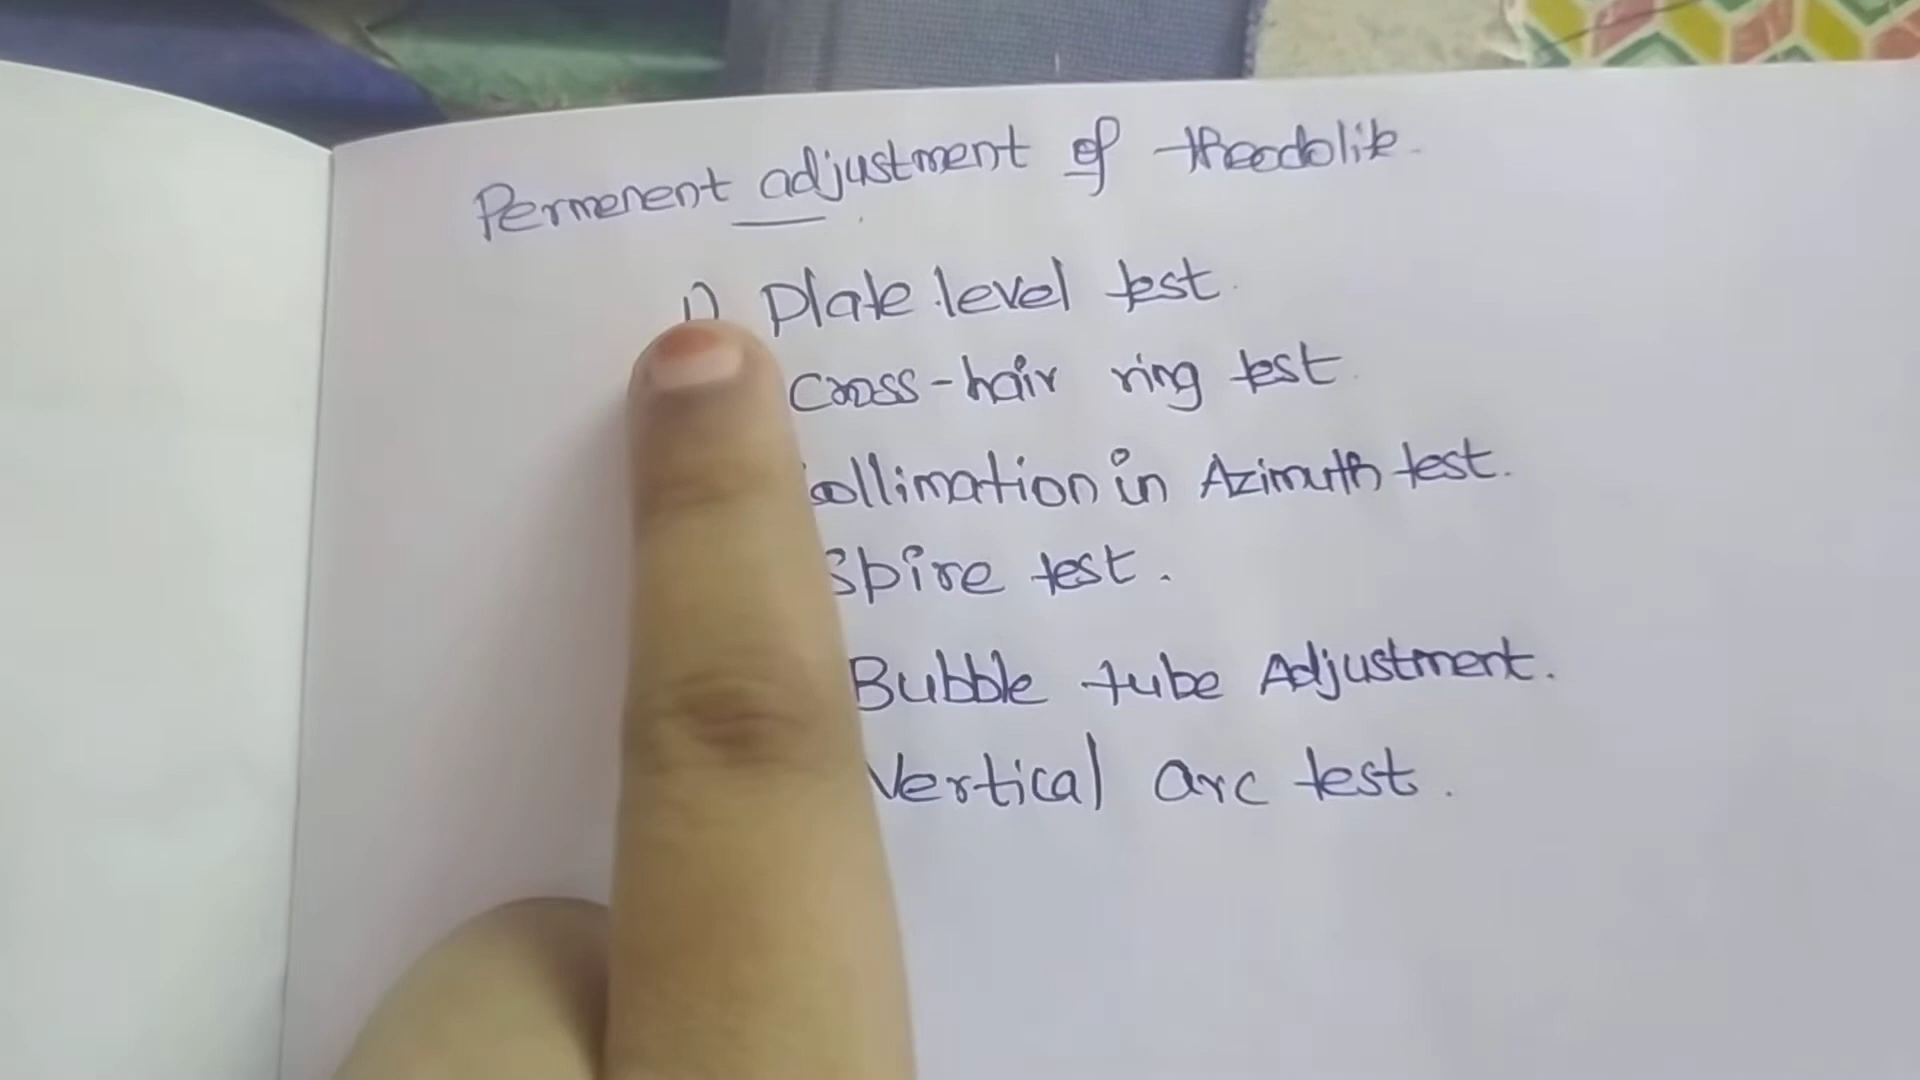 Permenent adjustment of theodolite.
1) Plate level test.
Cross-hair ring test
Collimation in Azimuth test.
Spire test.
Bubble tube Adjustment.
Vertical arc test.